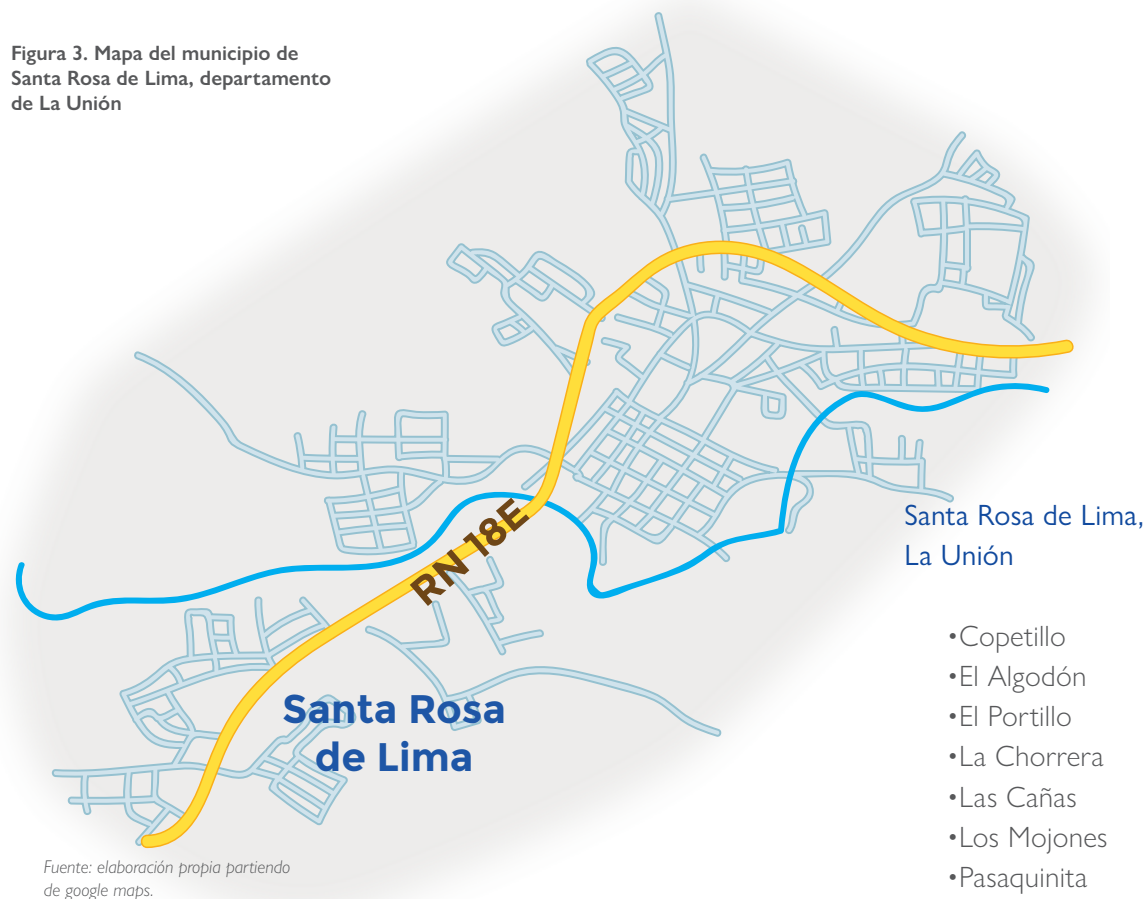 Figura 3. Mapa del municipio de
Santa Rosa de Lima, departamento
de La Unión
RN 18E
Santa Rosa de Lima,
La Unión
•Copetillo
•El Algodón
•El Portillo
•La Chorrera
•Las Cañas
•Los Mojones
•Pasaquinita
Santa Rosa
de Lima
Fuente: elaboración propia partiendo
de google maps.